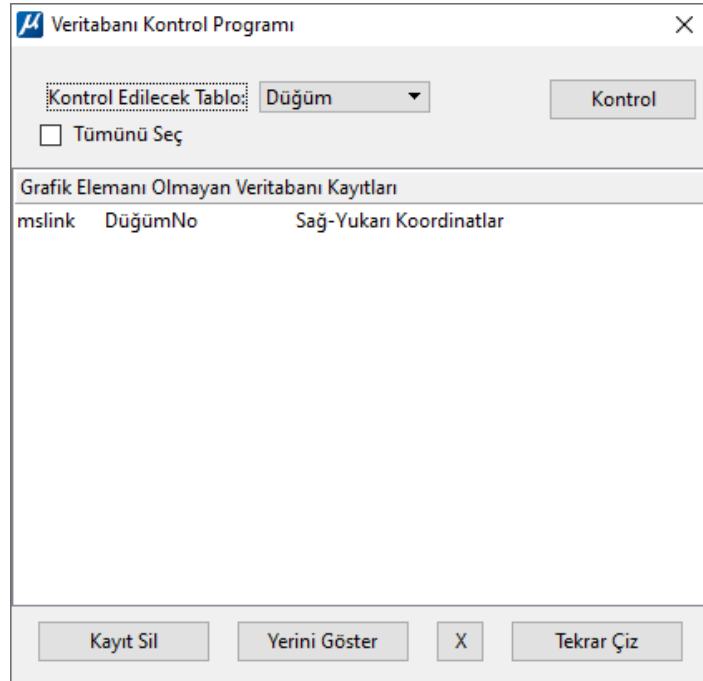 Veritabanı Kontrol Programı
Kontrol Edilecek Tablo: Düğüm Kontrol
Tümünü Seç
Grafik Elemanı Olmayan Veritabanı Kayıtları
mslink DüğümNo Sağ-Yukarı Koordinatlar
Kayıt Sil Yerini Göster X Tekrar Çiz